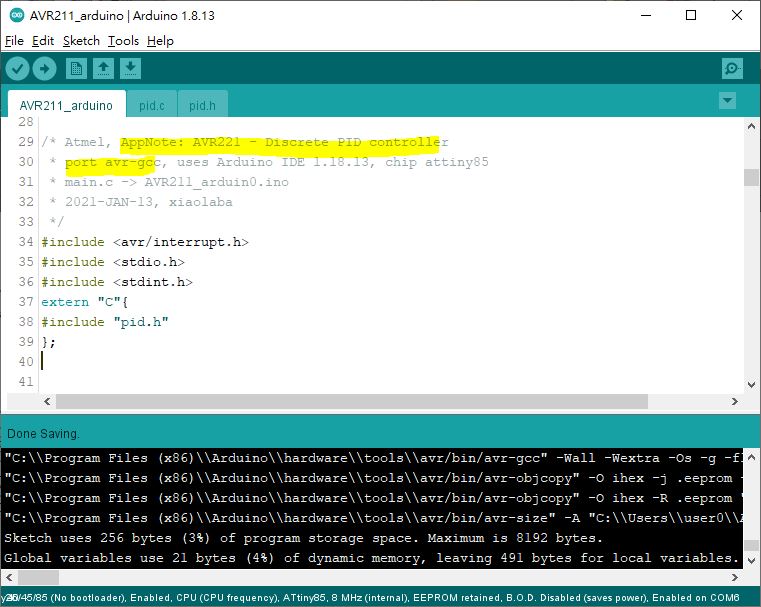 AVR211_arduino | Arduino 1.8.13
File Edit Sketch Tools Help
AVR211_arduino pid.c pid.h
28
29 /* Atmel, AppNote: AVR221 - Discrete PID controller
30 * port avr-gcc, uses Arduino IDE 1.18.13, chip attiny85
31 * main.c -> AVR211_arduin0.ino
32 * 2021-JAN-13, xiaolaba
33 */
34 #include <avr/interrupt.h>
35 #include <stdio.h>
36 #include <stdint.h>
37 extern "C"{
38 #include "pid.h"
39 };
40
41
Done Saving.
"C:\\Program Files (x86)\\Arduino\\hardware\\tools\\avr/bin/avr-gcc" -Wall -Wextra -Os -g -f
"C:\\Program Files (x86)\\Arduino\\hardware\\tools\\avr/bin/avr-objcopy" -O ihex -j .eeprom -
"C:\\Program Files (x86)\\Arduino\\hardware\\tools\\avr/bin/avr-objcopy" -O ihex -R .eeprom "
"C:\\Program Files (x86)\\Arduino\\hardware\\tools\\avr/bin/avr-size" -A "C:\\Users\\user0\\A
Sketch uses 256 bytes (3%) of program storage space. Maximum is 8192 bytes.
Global variables use 21 bytes (4%) of dynamic memory, leaving 491 bytes for local variables.
/45/85 (No bootloader), Enabled, CPU (CPU frequency), ATtiny85, 8 MHz (internal), EEPROM retained, B.O.D. Disabled (saves power), Enabled on COM6